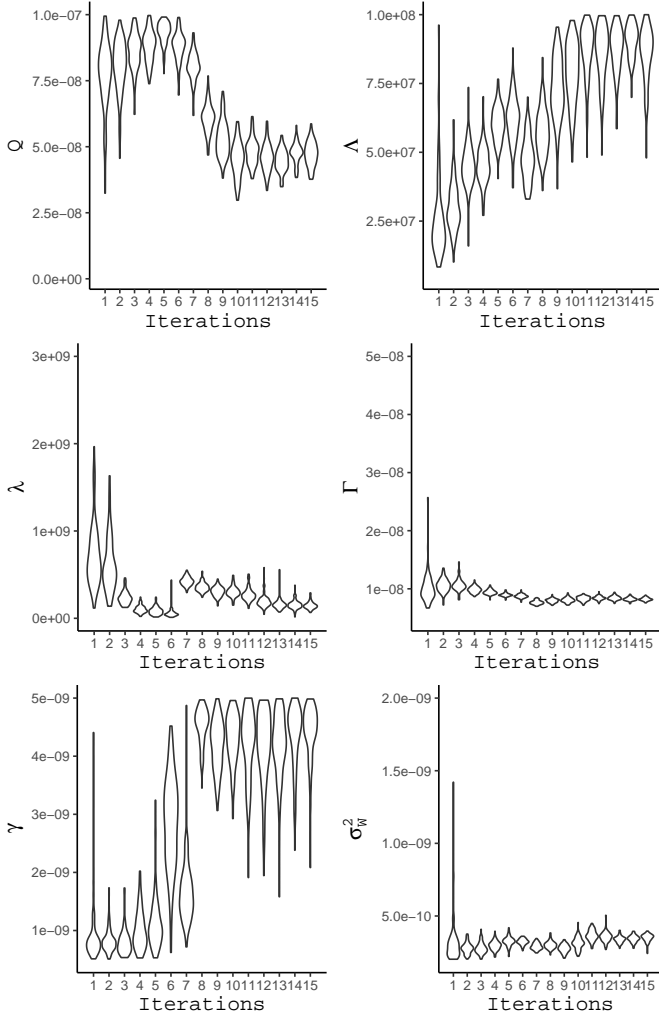 1.0e−07
7.5e−08
5.0e−08
2.5e−08
0.0e+00
Q
1 2 3 4 5 6 7 8 9 10 11 12 13 14 15
Iterations
1.0e+08
7.5e+07
5.0e+07
2.5e+07
Λ
1 2 3 4 5 6 7 8 9 10 11 12 13 14 15
Iterations
3e+09
2e+09
1e+09
0e+00
λ
1 2 3 4 5 6 7 8 9 10 11 12 13 14 15
Iterations
5e−08
4e−08
3e−08
2e−08
1e−08
Γ
1 2 3 4 5 6 7 8 9 10 11 12 13 14 15
Iterations
5e−09
4e−09
3e−09
2e−09
1e−09
γ
1 2 3 4 5 6 7 8 9 10 11 12 13 14 15
Iterations
2.0e−09
1.5e−09
1.0e−09
5.0e−10
σ²_W
1 2 3 4 5 6 7 8 9 10 11 12 13 14 15
Iterations